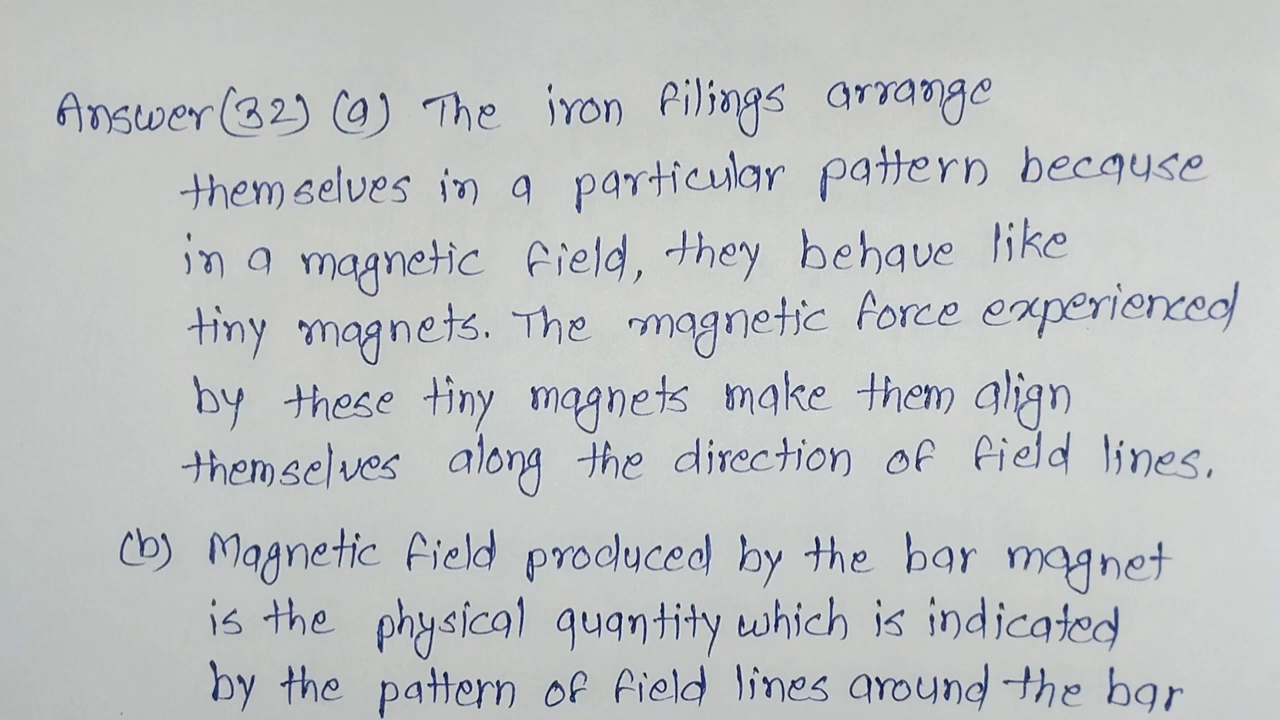 Answer(32) (a) The iron filings arrange
themselves in a particular pattern because
in a magnetic field, they behave like
tiny magnets. The magnetic force experienced
by these tiny magnets make them align
themselves along the direction of field lines.
(b) Magnetic field produced by the bar magnet
is the physical quantity which is indicated
by the pattern of field lines around the bar